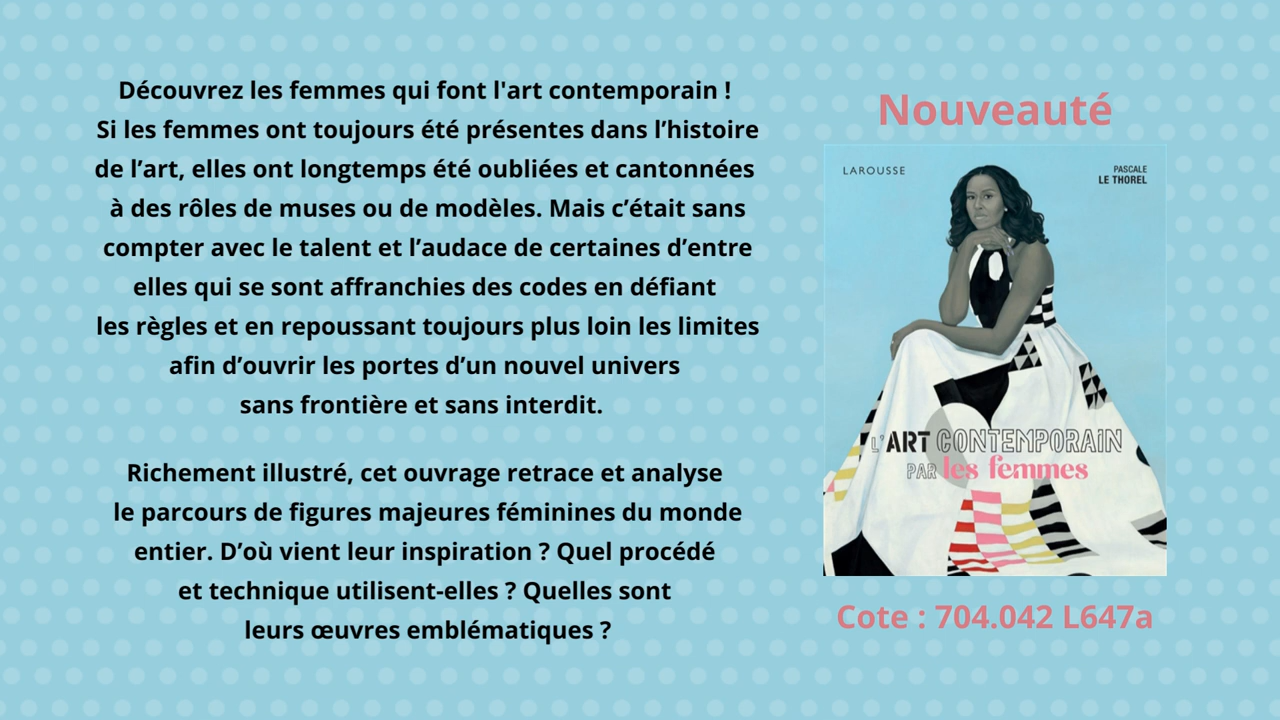 Découvrez les femmes qui font l'art contemporain !
Si les femmes ont toujours été présentes dans l’histoire
de l’art, elles ont longtemps été oubliées et cantonnées
à des rôles de muses ou de modèles. Mais c’était sans
compter avec le talent et l’audace de certaines d’entre
elles qui se sont affranchies des codes en défiant
les règles et en repoussant toujours plus loin les limites
afin d’ouvrir les portes d’un nouvel univers
sans frontière et sans interdit.
Richement illustré, cet ouvrage retrace et analyse
le parcours de figures majeures féminines du monde
entier. D’où vient leur inspiration ? Quel procédé
et technique utilisent-elles ? Quelles sont
leurs œuvres emblématiques ?
Nouveauté
LAROUSSE
PASCALE
LE THOREL
L'ART CONTEMPORAiN
PAR les femmes
Cote : 704.042 L647a